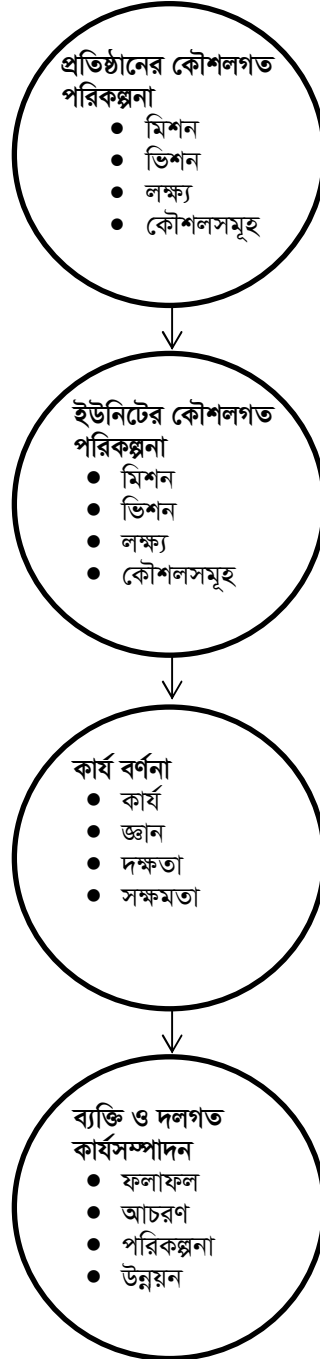 প্রতিষ্ঠানের কৌশলগত
পরিকল্পনা
● মিশন
● ভিশন
● লক্ষ্য
● কৌশলসমূহ
ইউনিটের কৌশলগত
পরিকল্পনা
● মিশন
● ভিশন
● লক্ষ্য
● কৌশলসমূহ
কার্য বর্ণনা
● কার্য
● জ্ঞান
● দক্ষতা
● সক্ষমতা
ব্যক্তি ও দলগত
কার্যসম্পাদন
● ফলাফল
● আচরণ
● পরিকল্পনা
● উন্নয়ন